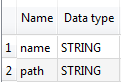 Name Data type
1 name STRING
2 path STRING